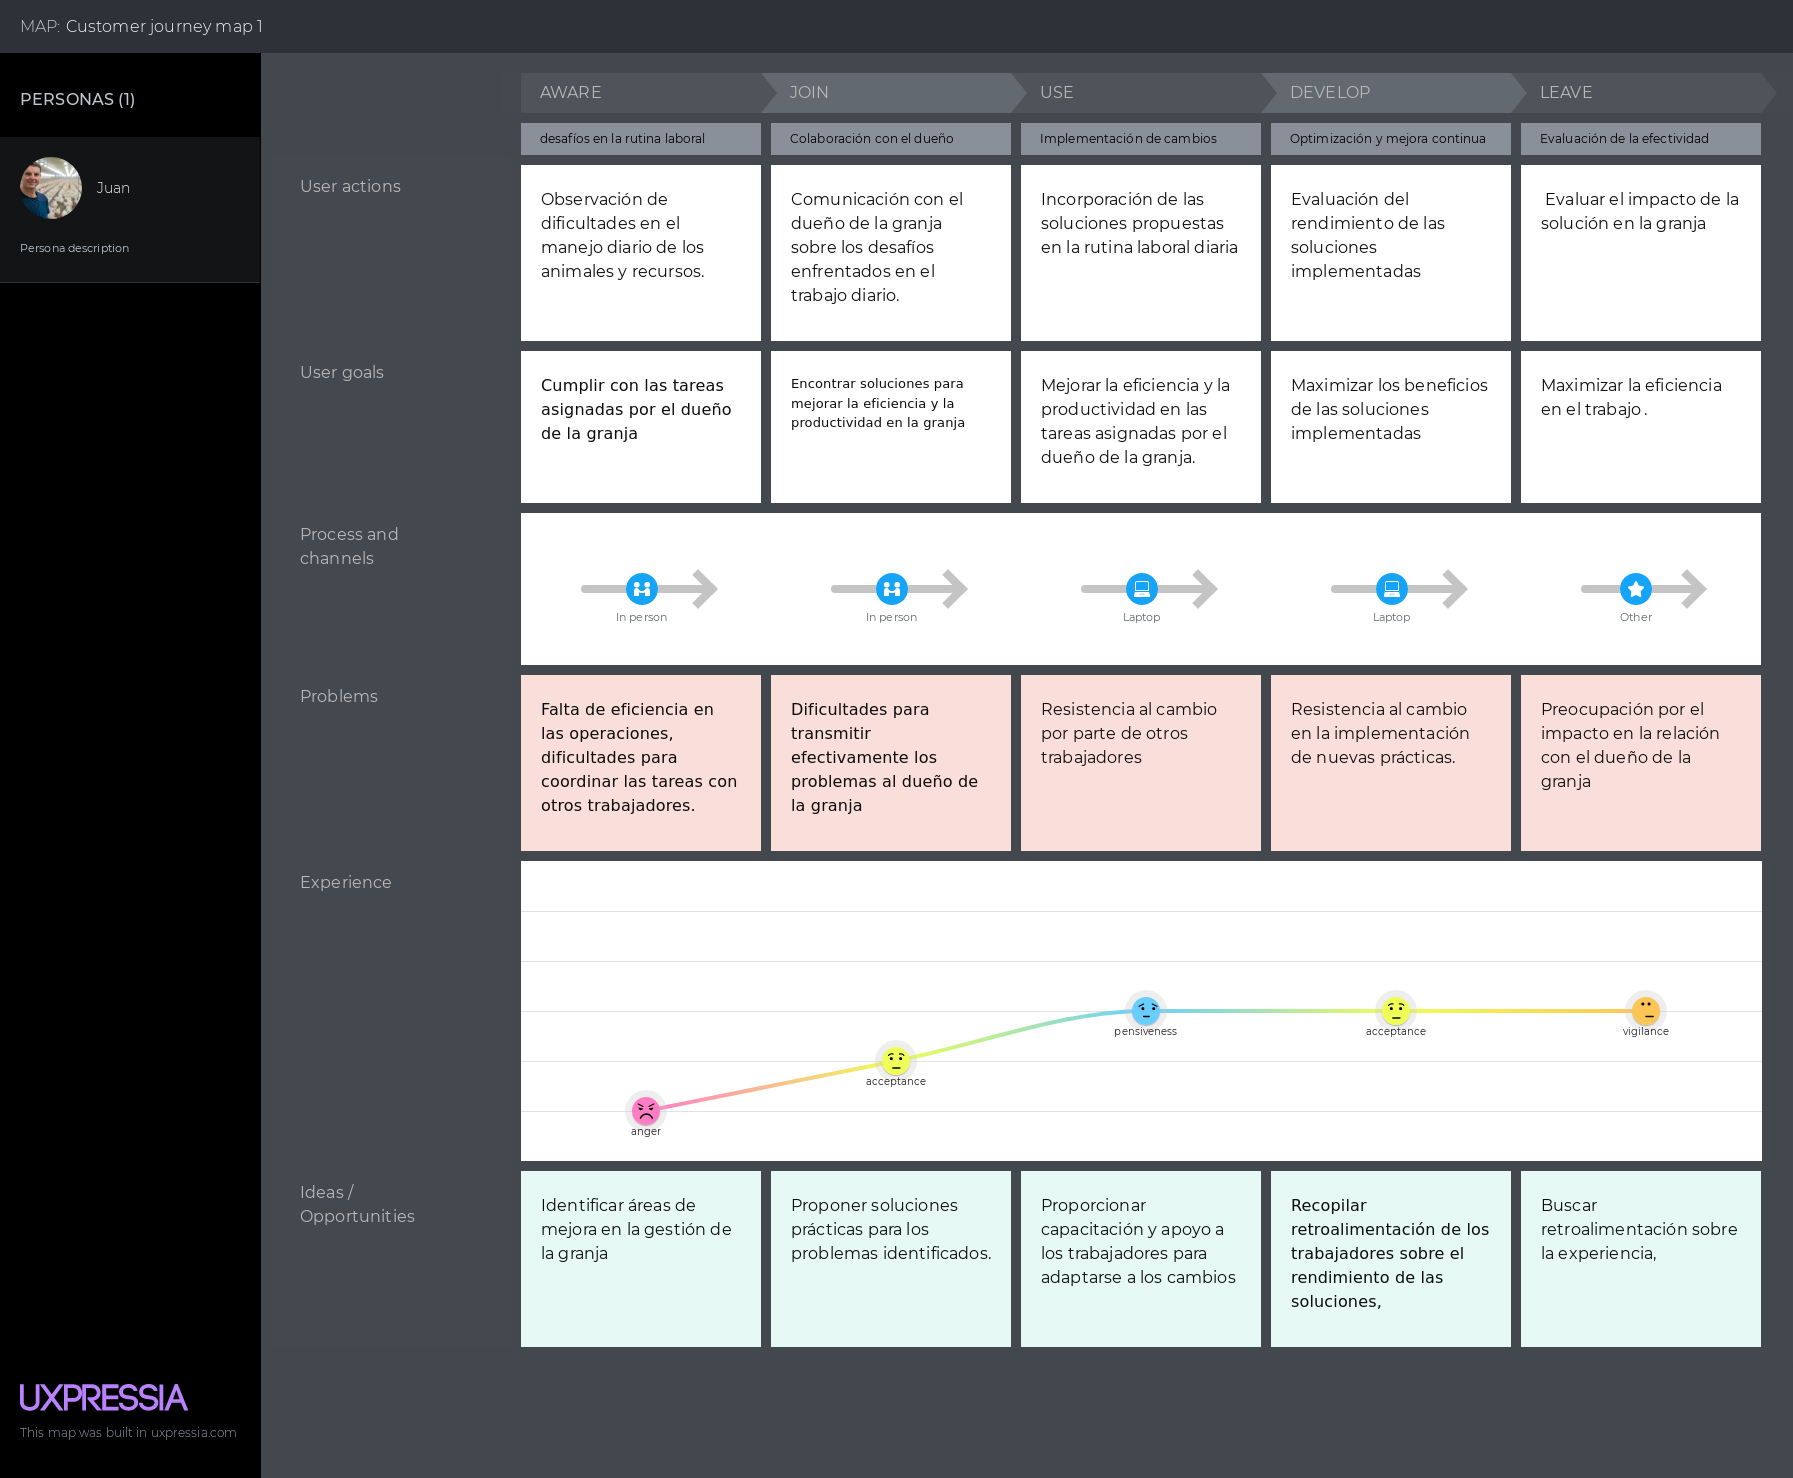 MAP: Customer journey map 1
PERSONAS (1)
Juan
Persona description
AWARE
JOIN
USE
DEVELOP
LEAVE
desafíos en la rutina laboral
Colaboración con el dueño
Implementación de cambios
Optimización y mejora continua
Evaluación de la efectividad
User actions
Observación de
dificultades en el
manejo diario de los
animales y recursos.
Comunicación con el
dueño de la granja
sobre los desafíos
enfrentados en el
trabajo diario.
Incorporación de las
soluciones propuestas
en la rutina laboral diaria
Evaluación del
rendimiento de las
soluciones
implementadas
Evaluar el impacto de la
solución en la granja
User goals
Cumplir con las tareas
asignadas por el dueño
de la granja
Encontrar soluciones para
mejorar la eficiencia y la
productividad en la granja
Mejorar la eficiencia y la
productividad en las
tareas asignadas por el
dueño de la granja.
Maximizar los beneficios
de las soluciones
implementadas
Maximizar la eficiencia
en el trabajo .
Process and
channels
In person
In person
Laptop
Laptop
Other
Problems
Falta de eficiencia en
las operaciones,
dificultades para
coordinar las tareas con
otros trabajadores.
Dificultades para
transmitir
efectivamente los
problemas al dueño de
la granja
Resistencia al cambio
por parte de otros
trabajadores
Resistencia al cambio
en la implementación
de nuevas prácticas.
Preocupación por el
impacto en la relación
con el dueño de la
granja
Experience
anger
acceptance
pensiveness
acceptance
vigilance
Ideas /
Opportunities
Identificar áreas de
mejora en la gestión de
la granja
Proponer soluciones
prácticas para los
problemas identificados.
Proporcionar
capacitación y apoyo a
los trabajadores para
adaptarse a los cambios
Recopilar
retroalimentación de los
trabajadores sobre el
rendimiento de las
soluciones,
Buscar
retroalimentación sobre
la experiencia,
UXPRESSIA
This map was built in uxpressia.com